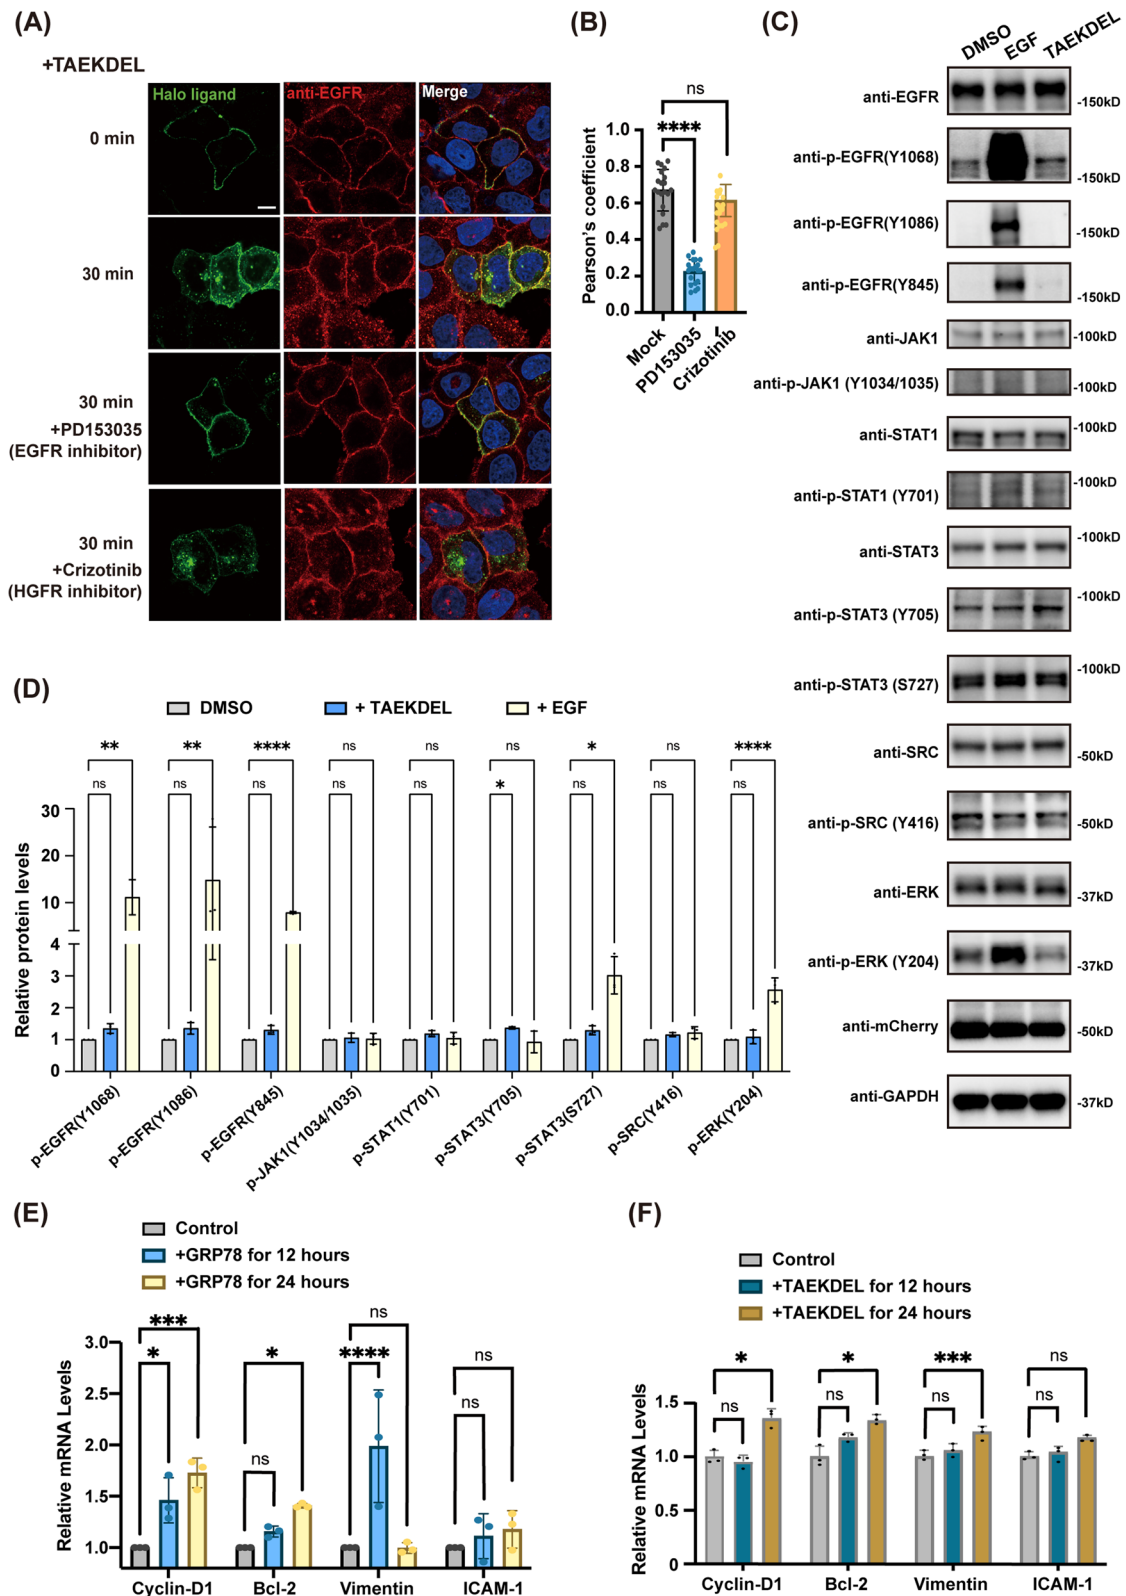 (A)
+TAEKDEL
Halo ligand
anti-EGFR
Merge
0 min
30 min
30 min
+PD153035
(EGFR inhibitor)
30 min
+Crizotinib
(HGFR inhibitor)
(B)
ns
****
Pearson's coefficient
1.0
0.8
0.6
0.4
0.2
0.0
Mock
PD153035
Crizotinib
(C)
DMSO
EGF
TAEKDEL
anti-EGFR
-150kD
anti-p-EGFR(Y1068)
-150kD
anti-p-EGFR(Y1086)
-150kD
anti-p-EGFR(Y845)
-150kD
anti-JAK1
-100kD
anti-p-JAK1 (Y1034/1035)
-100kD
anti-STAT1
-100kD
anti-p-STAT1 (Y701)
-100kD
anti-STAT3
-100kD
anti-p-STAT3 (Y705)
-100kD
anti-p-STAT3 (S727)
-100kD
anti-SRC
-50kD
anti-p-SRC (Y416)
-50kD
anti-ERK
-37kD
anti-p-ERK (Y204)
-37kD
anti-mCherry
-50kD
anti-GAPDH
-37kD
(D)
DMSO
+ TAEKDEL
+ EGF
** ** **** ns ns ns * ns ****
ns ns ns ns ns * ns ns ns
Relative protein levels
30
20
10
4
3
2
1
0
p-EGFR(Y1068)
p-EGFR(Y1086)
p-EGFR(Y845)
p-JAK1(Y1034/1035)
p-STAT1(Y701)
p-STAT3(Y705)
p-STAT3(S727)
p-SRC(Y416)
p-ERK(Y204)
(E)
Control
+GRP78 for 12 hours
+GRP78 for 24 hours
*** * ns ns
* ns **** ns
Relative mRNA Levels
3.0
2.5
2.0
1.5
1.0
Cyclin-D1
Bcl-2
Vimentin
ICAM-1
(F)
Control
+TAEKDEL for 12 hours
+TAEKDEL for 24 hours
* * *** ns
ns ns ns ns
Relative mRNA Levels
1.5
1.0
0.5
0
Cyclin-D1
Bcl-2
Vimentin
ICAM-1